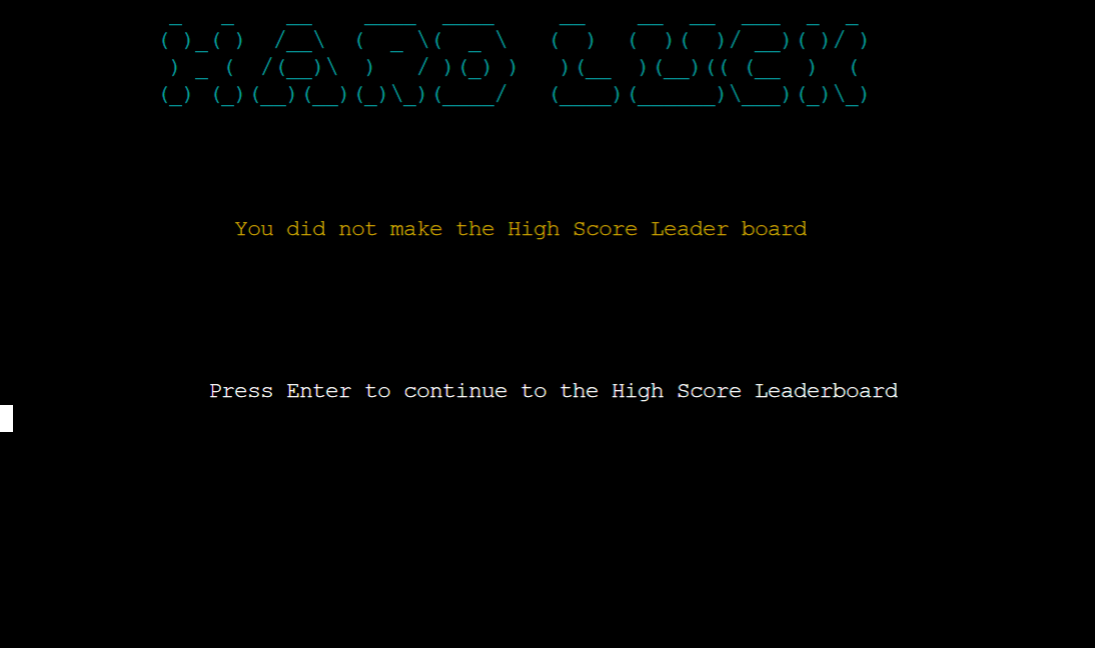 HARD LUCK
You did not make the High Score Leader board
Press Enter to continue to the High Score Leaderboard